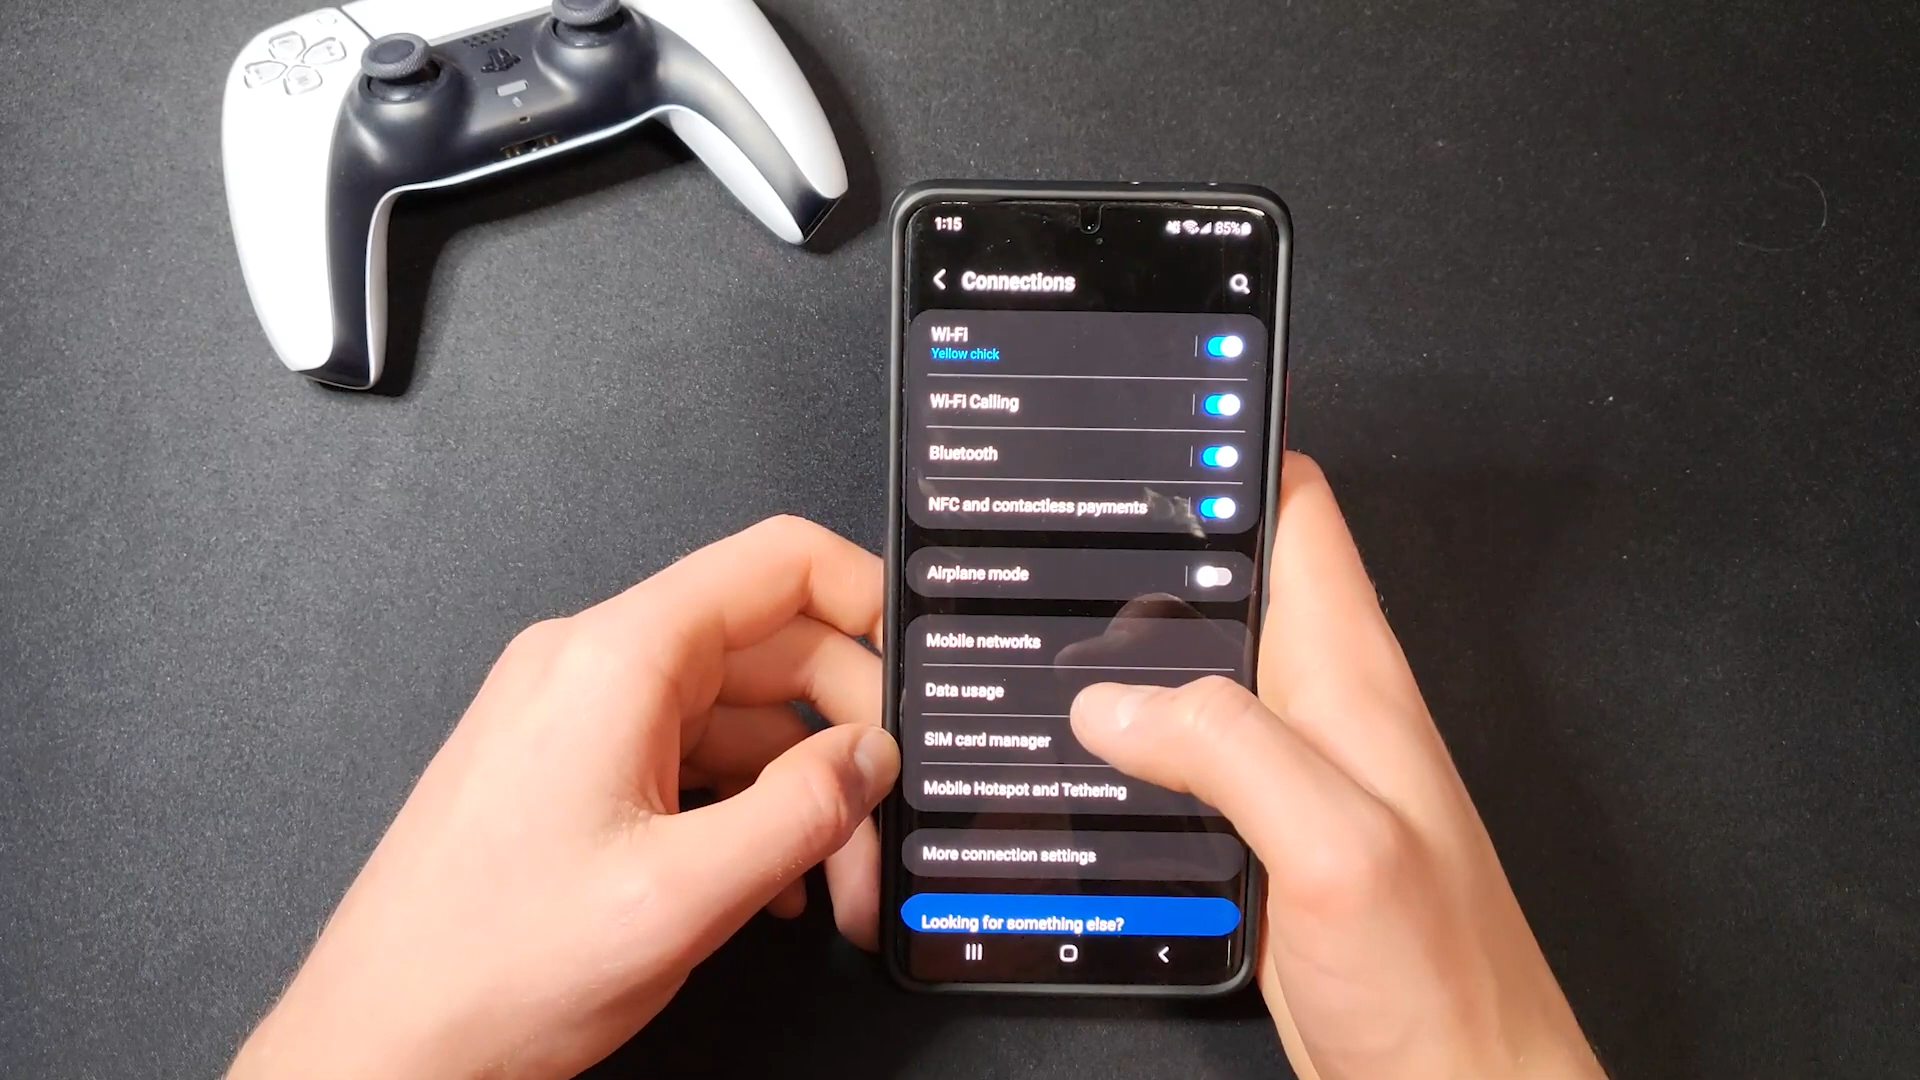 1:15
85%
Connections
Wi-Fi
Yellow chick
Wi-Fi Calling
Bluetooth
NFC and contactless payments
Airplane mode
Mobile networks
Data usage
SIM card manager
Mobile Hotspot and Tethering
More connection settings
Looking for something else?